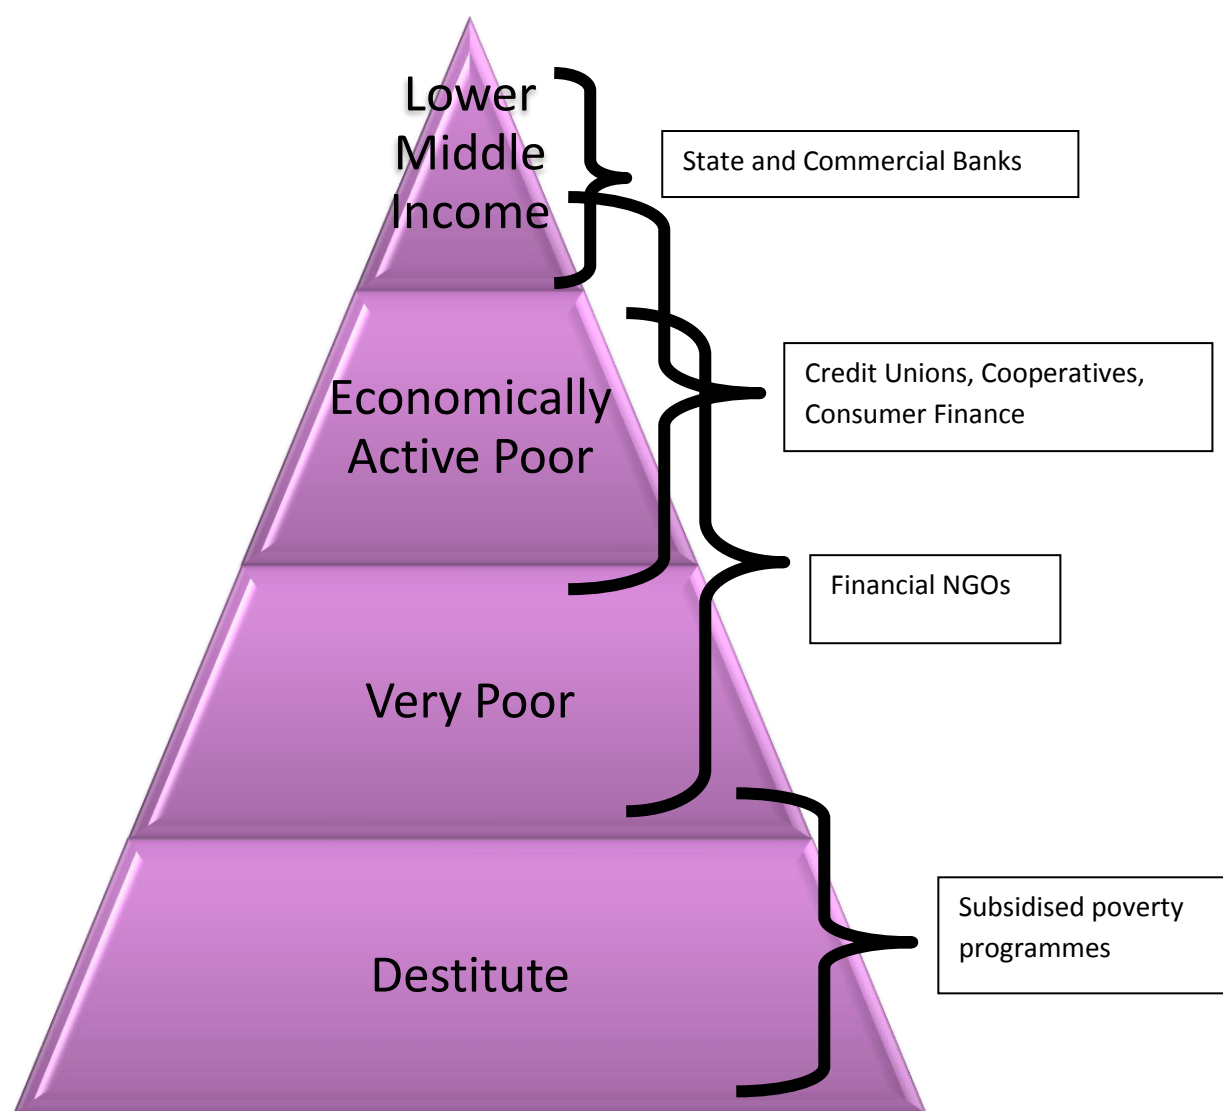 Lower
Middle
Income
State and Commercial Banks
Economically
Active Poor
Credit Unions, Cooperatives,
Consumer Finance
Financial NGOs
Very Poor
Subsidised poverty
programmes
Destitute